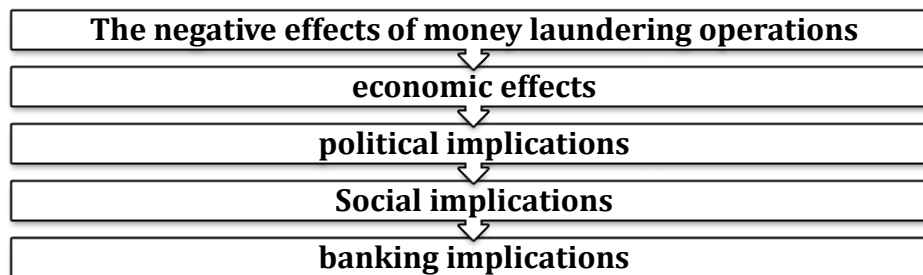 The negative effects of money laundering operations
economic effects
political implications
Social implications
banking implications